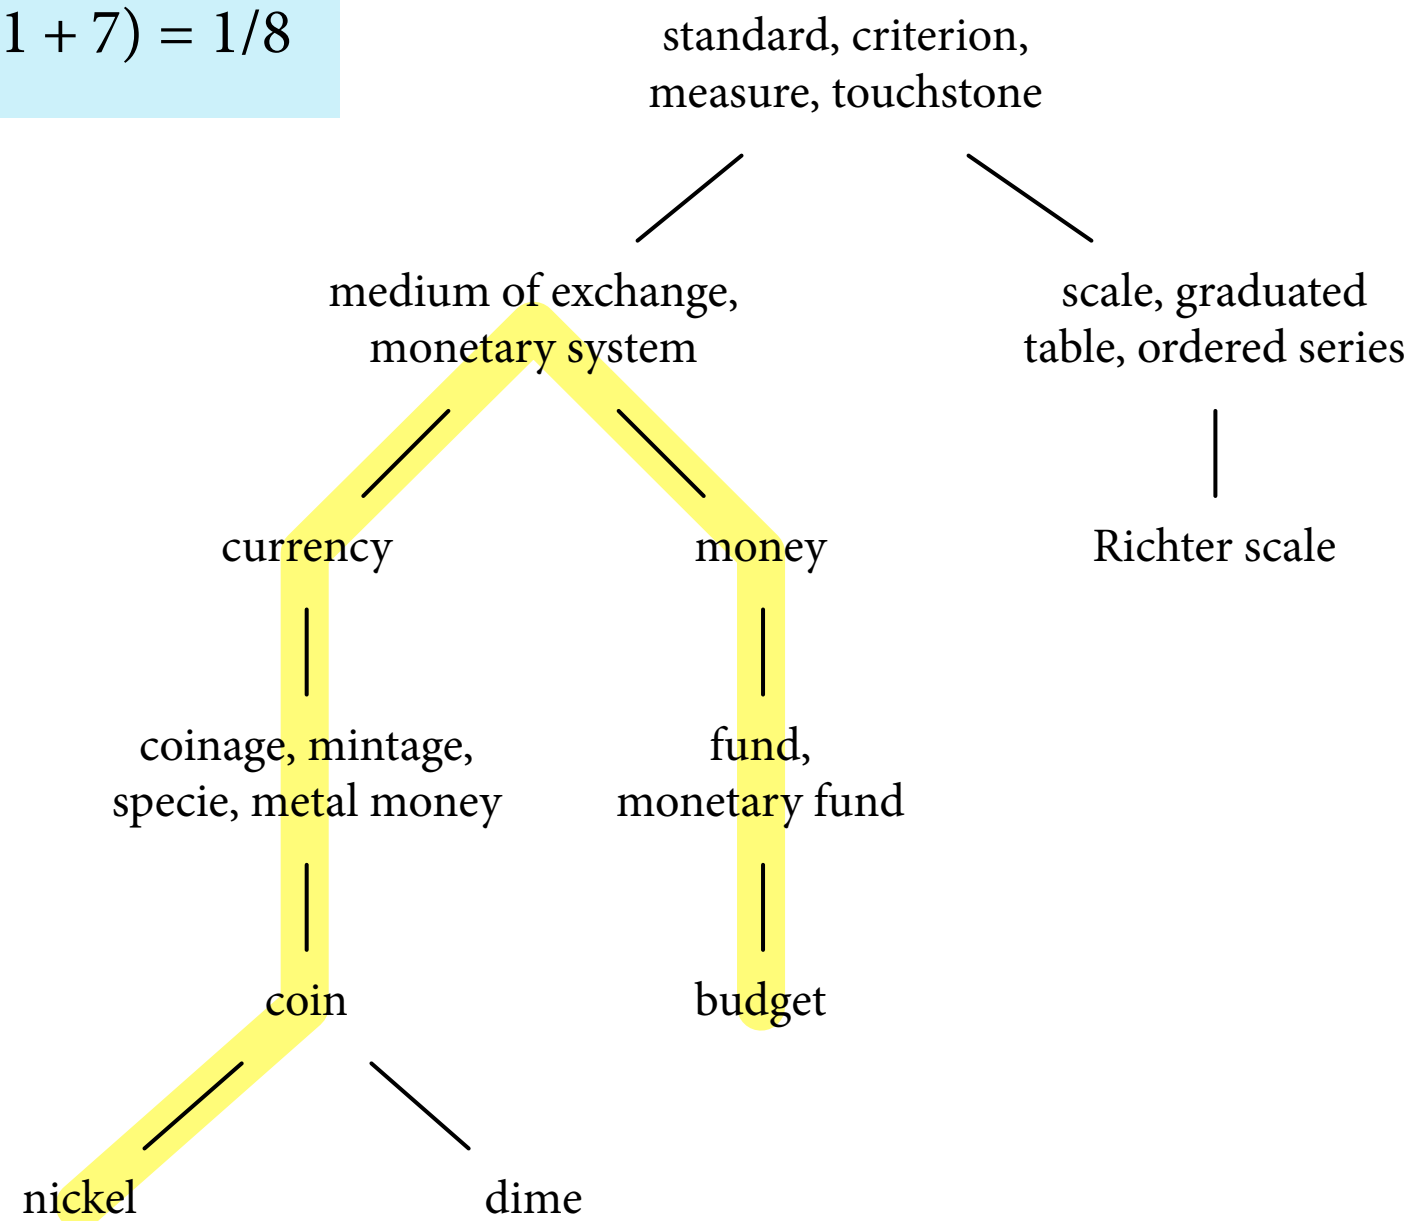 1 + 7) = 1/8
standard, criterion,
measure, touchstone
medium of exchange,
monetary system
scale, graduated
table, ordered series
currency
money
Richter scale
coinage, mintage,
specie, metal money
fund,
monetary fund
coin
budget
nickel
dime